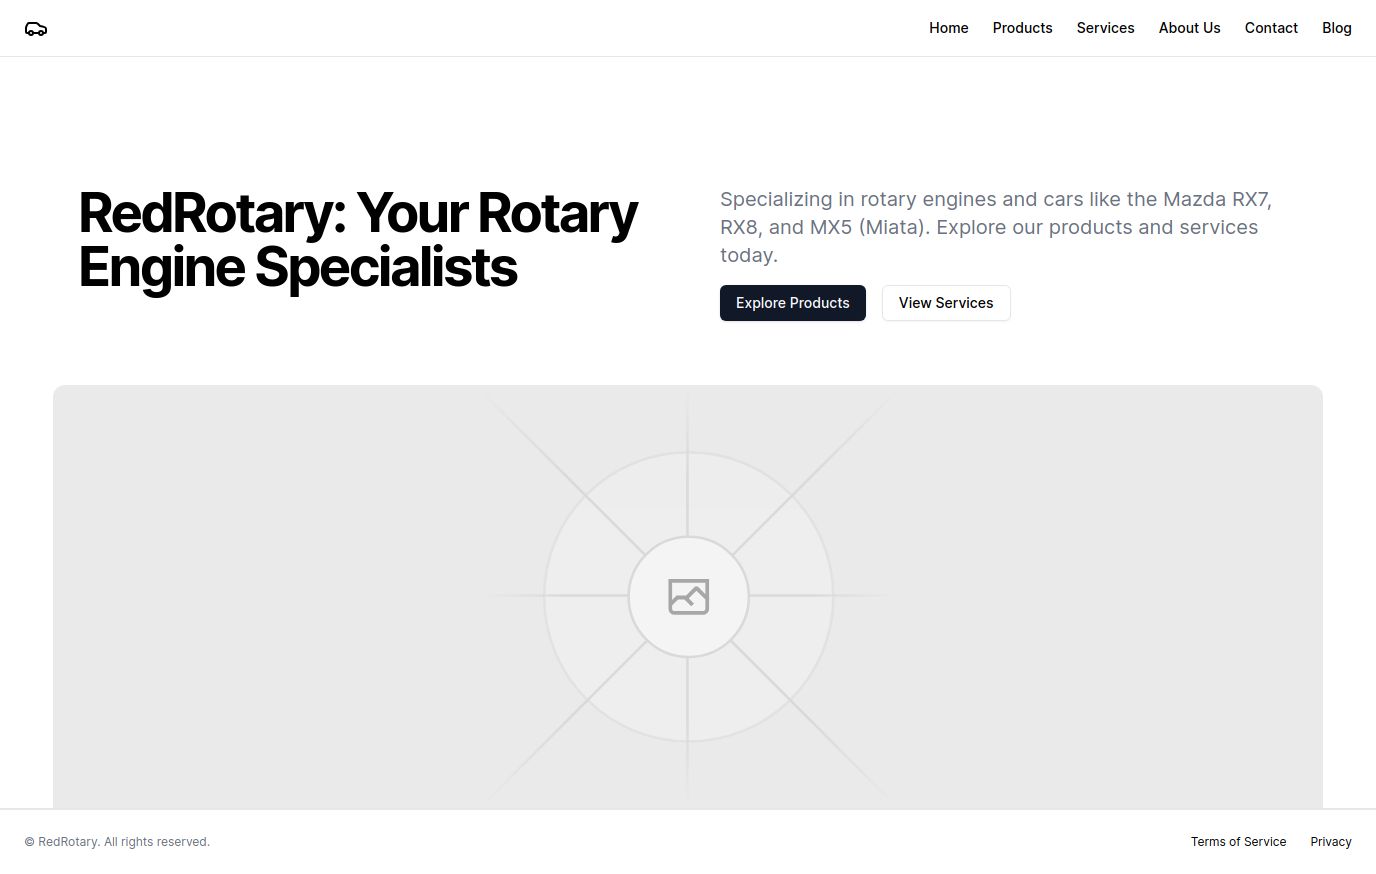 Home Products Services About Us Contact Blog
RedRotary: Your Rotary
Engine Specialists
Specializing in rotary engines and cars like the Mazda RX7,
RX8, and MX5 (Miata). Explore our products and services
today.
Explore Products View Services
© RedRotary. All rights reserved. Terms of Service Privacy